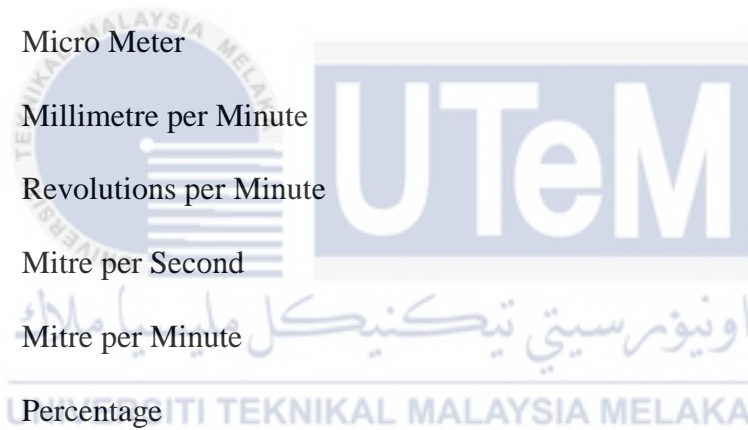 Micro Meter
Millimetre per Minute
Revolutions per Minute
Mitre per Second
Mitre per Minute
Percentage
UTeM
اونيۏرسيتي تيكنيكل مليسيا ملاك
UNIVERSITI TEKNIKAL MALAYSIA MELAKA